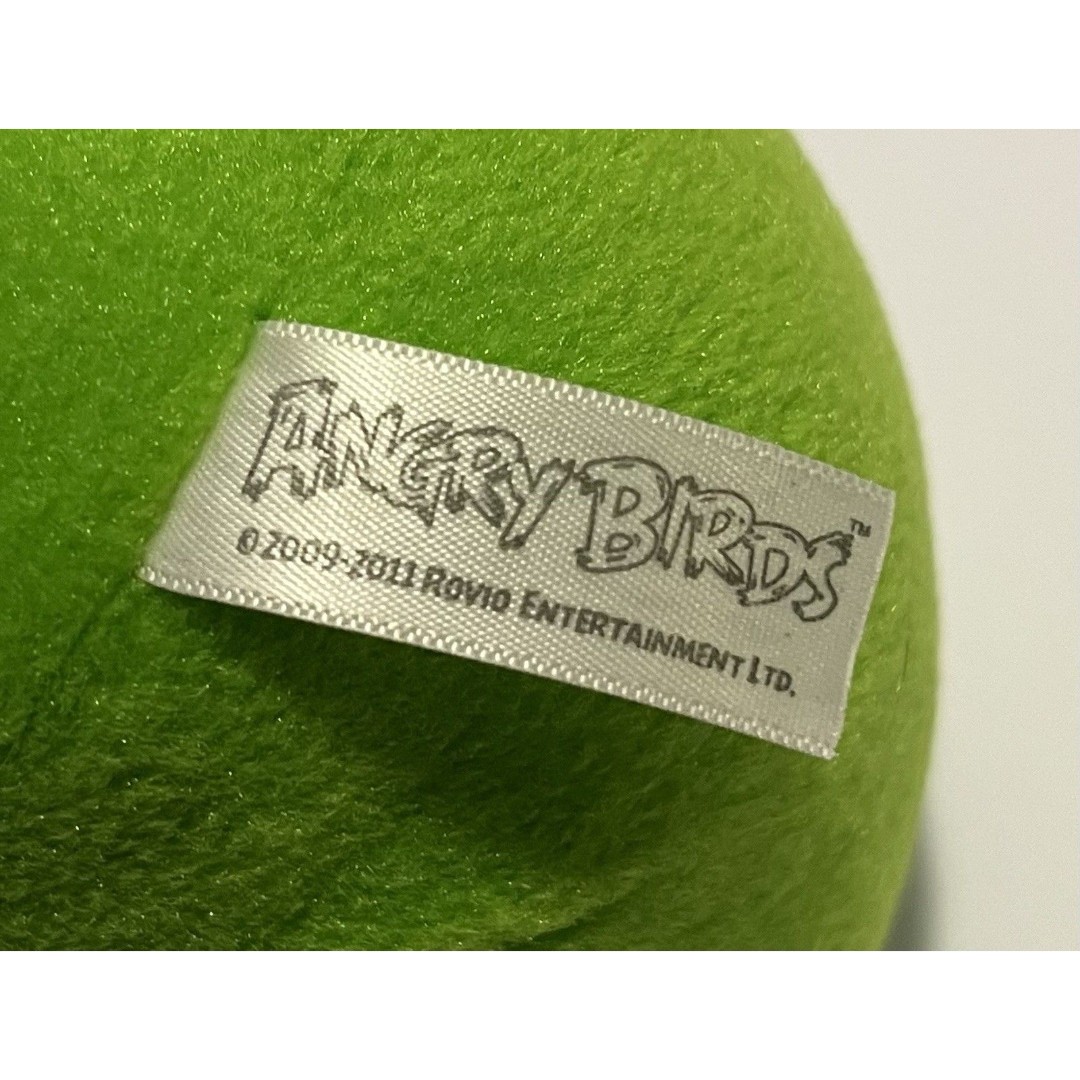 ANGRY BIRDS™
©2009-2011 ROVIO ENTERTAINMENT LTD.